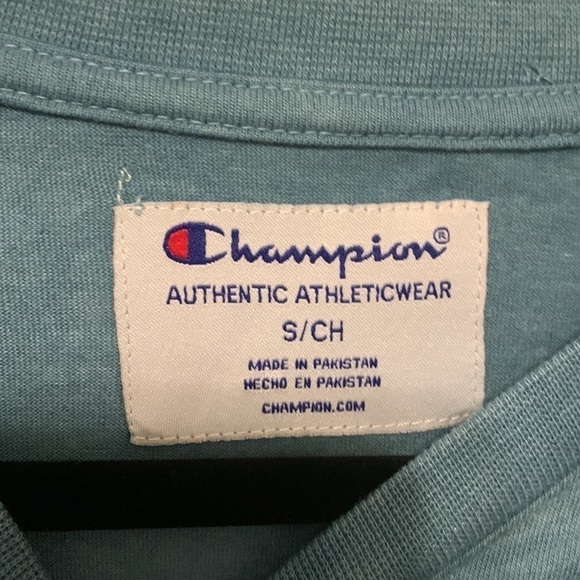 Champion®
AUTHENTIC ATHLETICWEAR
S/CH
MADE IN PAKISTAN
HECHO EN PAKISTAN
CHAMPION.COM